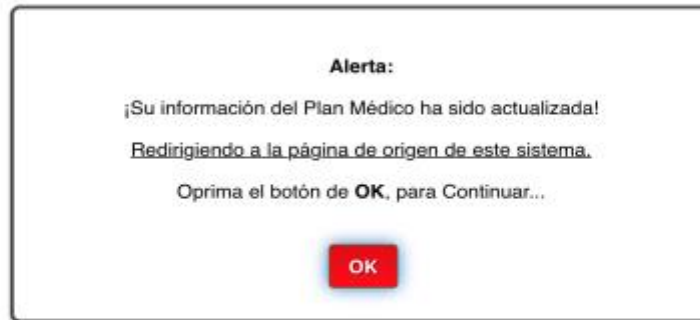 Alerta:
¡Su información del Plan Médico ha sido actualizada!
Redirigiendo a la página de origen de este sistema.
Oprima el botón de OK, para Continuar...
OK